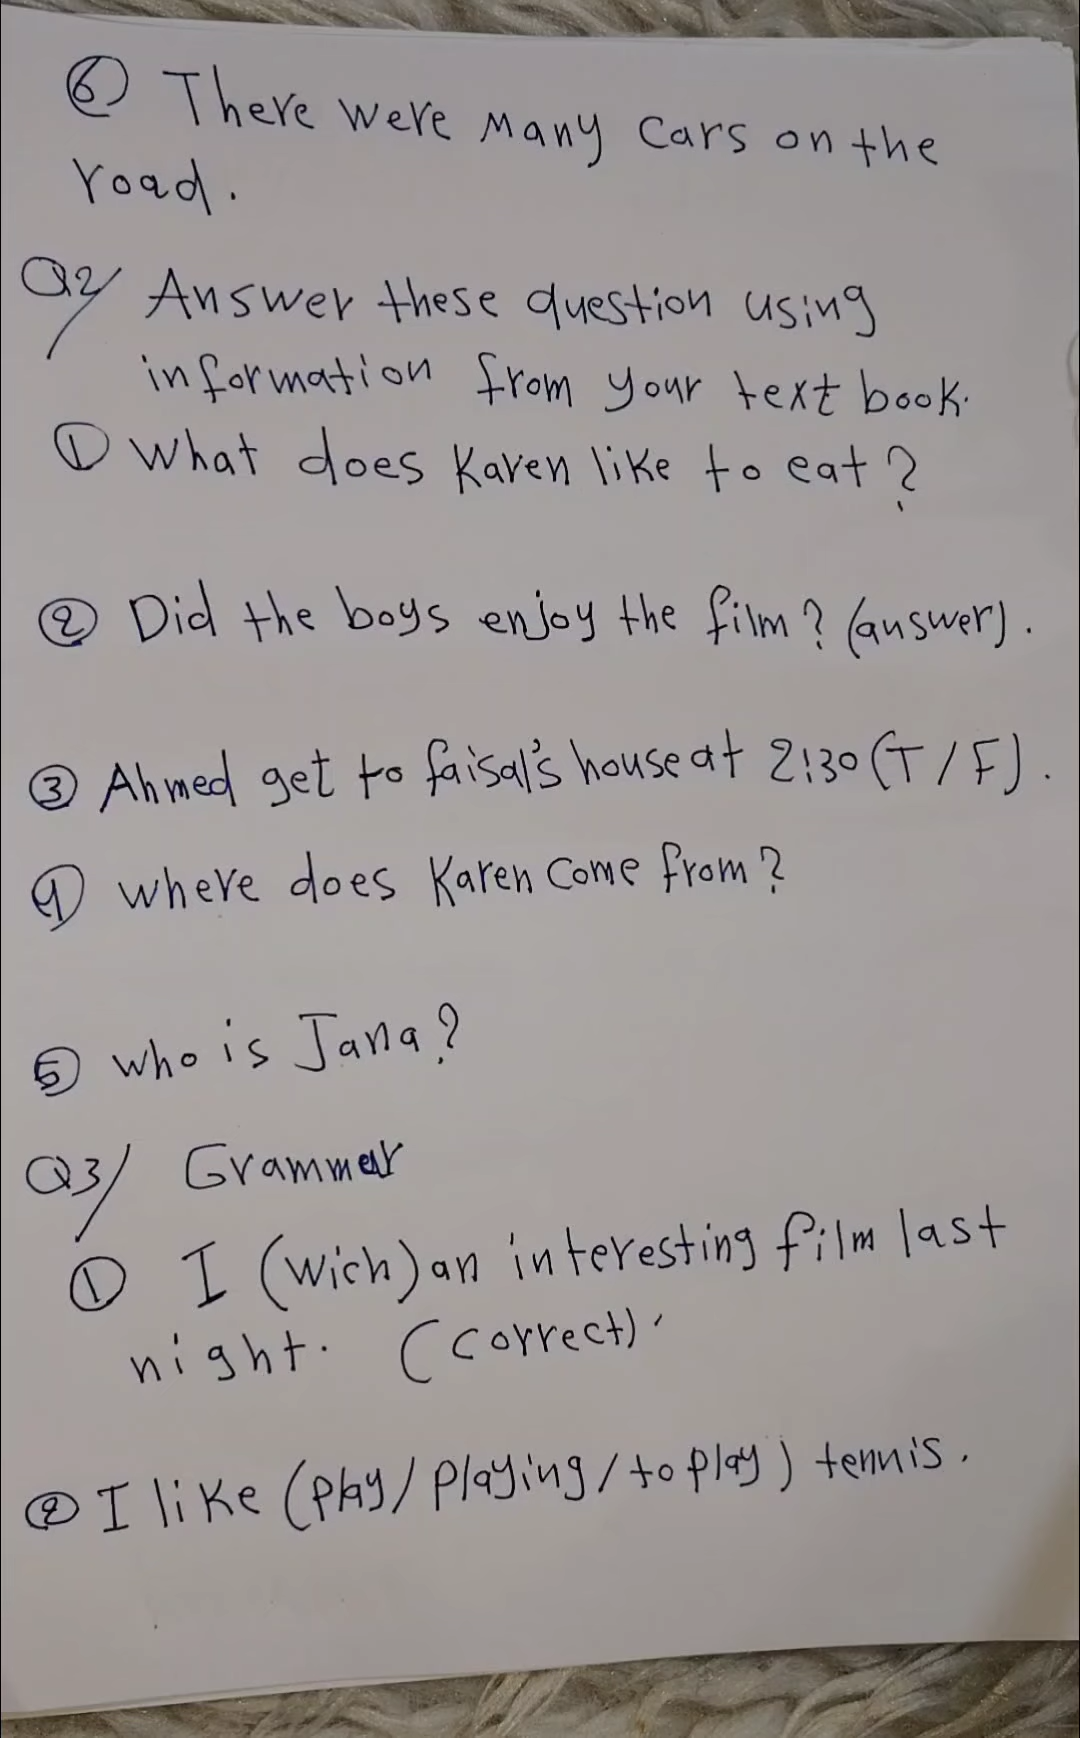 ⑥ There were Many cars on the
road.
Q2/ Answer these question using
information from your text book.
① What does Karen like to eat?
② Did the boys enjoy the film? (answer).
③ Ahmed get to faisal's house at 2:30 (T/F).
④ where does Karen come from?
⑤ who is Jana?
Q3/ Grammar
① I (wich) an interesting film last
night. (correct).
② I like (play/playing/to play) tennis.